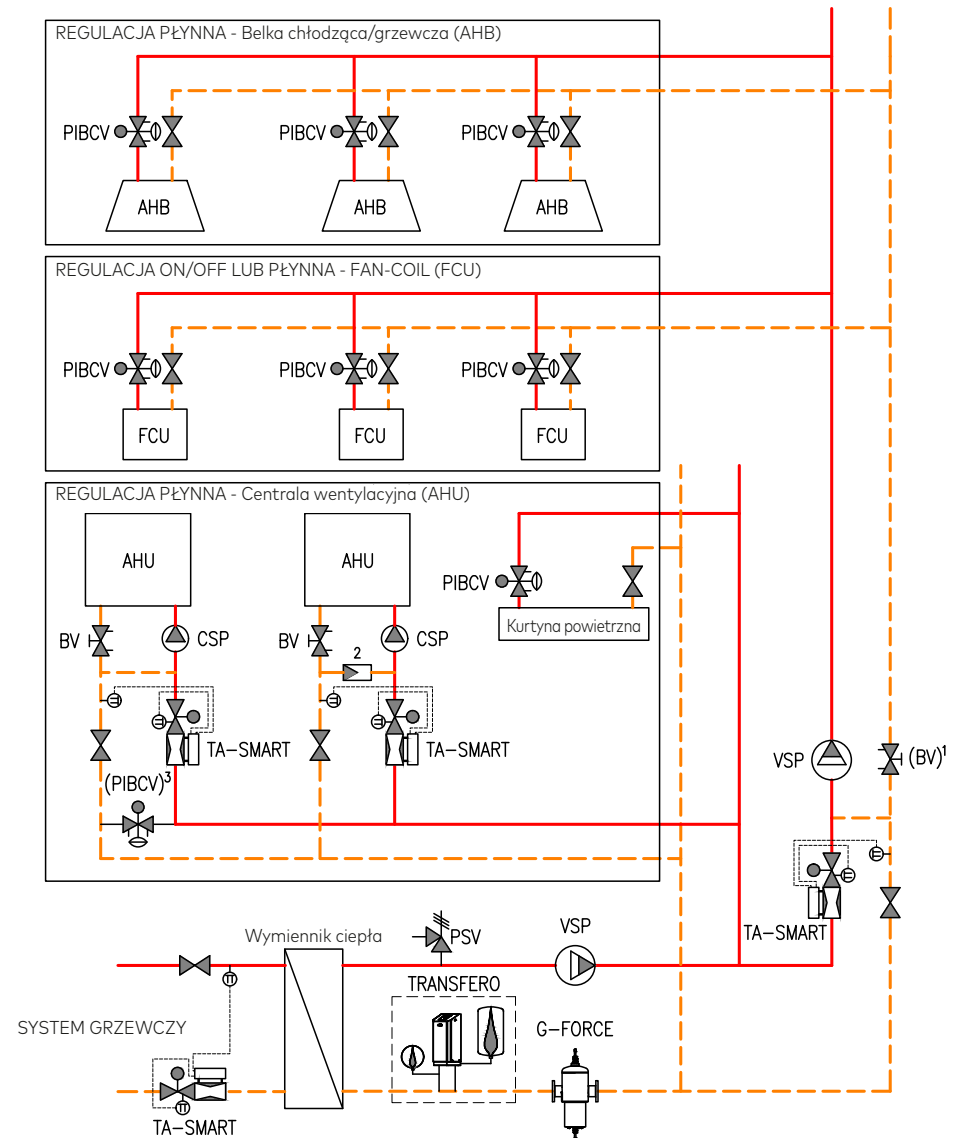 REGULACJA PŁYNNA - Belka chłodząca/grzewcza (AHB)
PIBCV PIBCV PIBCV
AHB AHB AHB
REGULACJA ON/OFF LUB PŁYNNA - FAN-COIL (FCU)
PIBCV PIBCV PIBCV
FCU FCU FCU
REGULACJA PŁYNNA - Centrala wentylacyjna (AHU)
AHU AHU
PIBCV
Kurtyna powietrzna
BV CSP BV CSP
2
TA-SMART TA-SMART
(PIBCV)³
VSP (BV)¹
TA-SMART
Wymiennik ciepła
PSV
VSP
TRANSFERO
SYSTEM GRZEWCZY
G-FORCE
TA-SMART